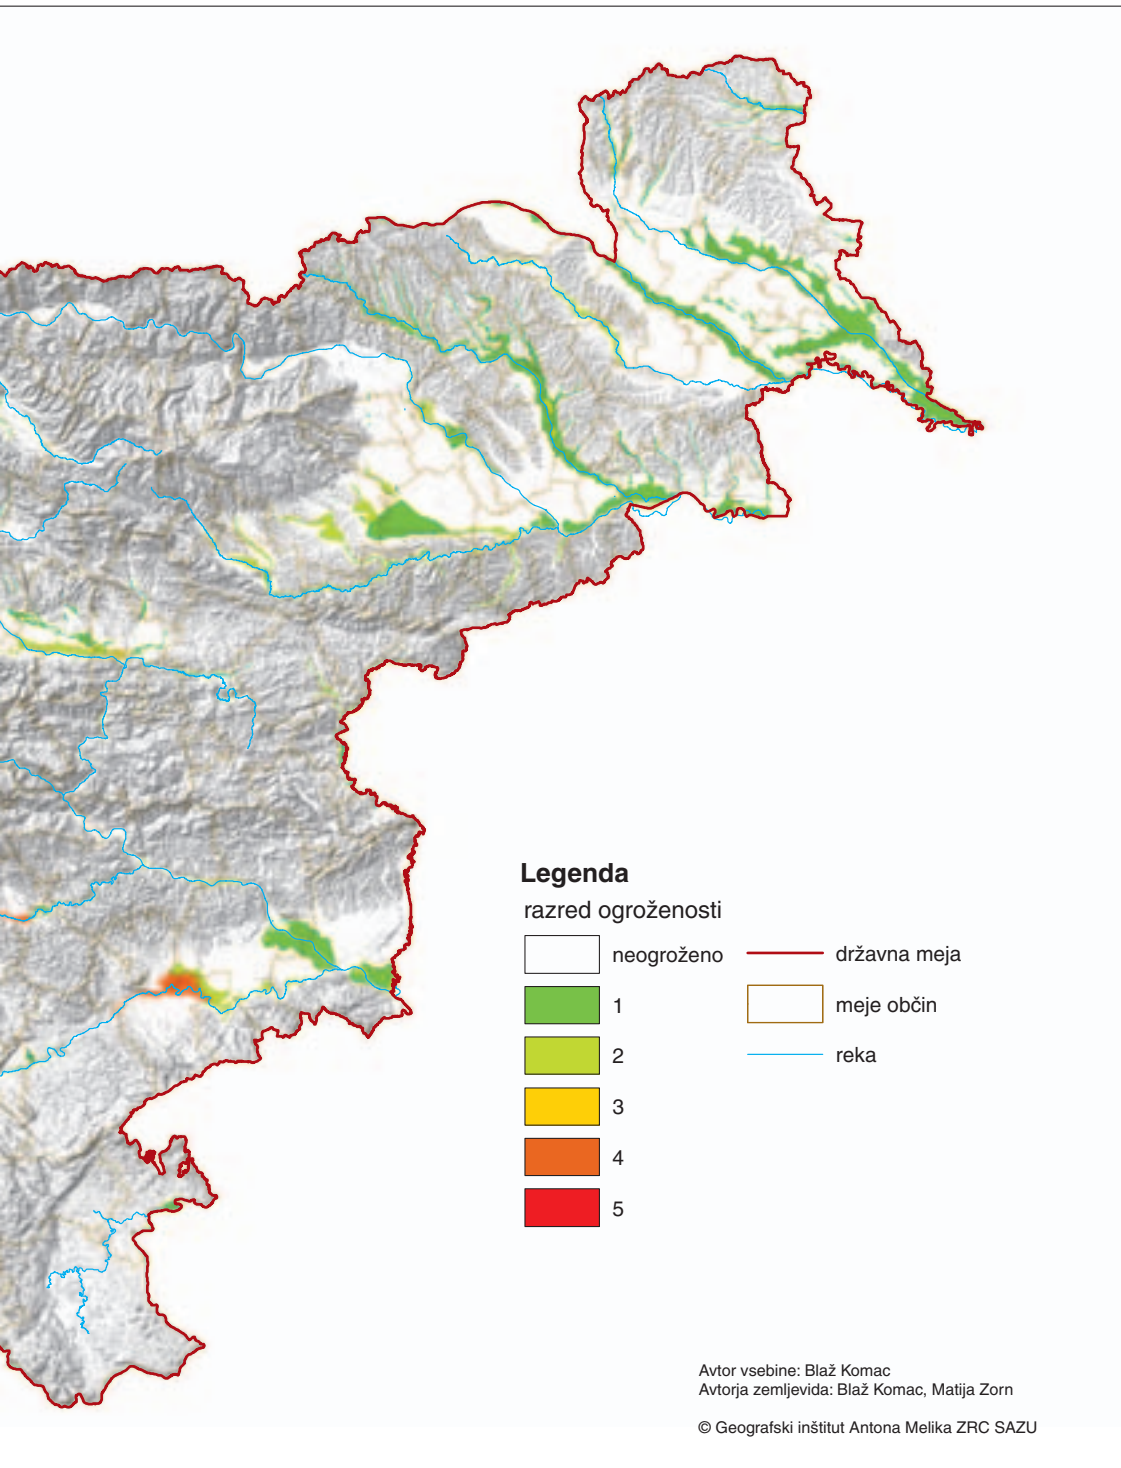 Legenda
razred ogroženosti
neogroženo
1
2
3
4
5
državna meja
meje občin
reka
Avtor vsebine: Blaž Komac
Avtorja zemljevida: Blaž Komac, Matija Zorn
© Geografski inštitut Antona Melika ZRC SAZU